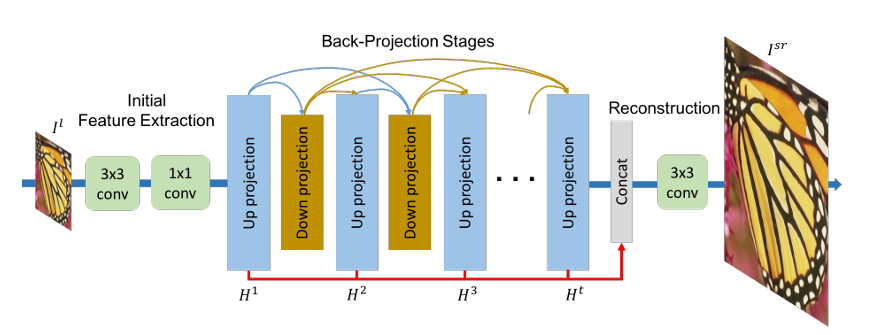 Back-Projection Stages
Initial
Feature Extraction
Reconstruction
I^l
I^{sr}
3x3
conv
1x1
conv
Up projection
Down projection
Up projection
Down projection
Up projection
. . .
Up projection
Concat
3x3
conv
H^1
H^2
H^3
H^t